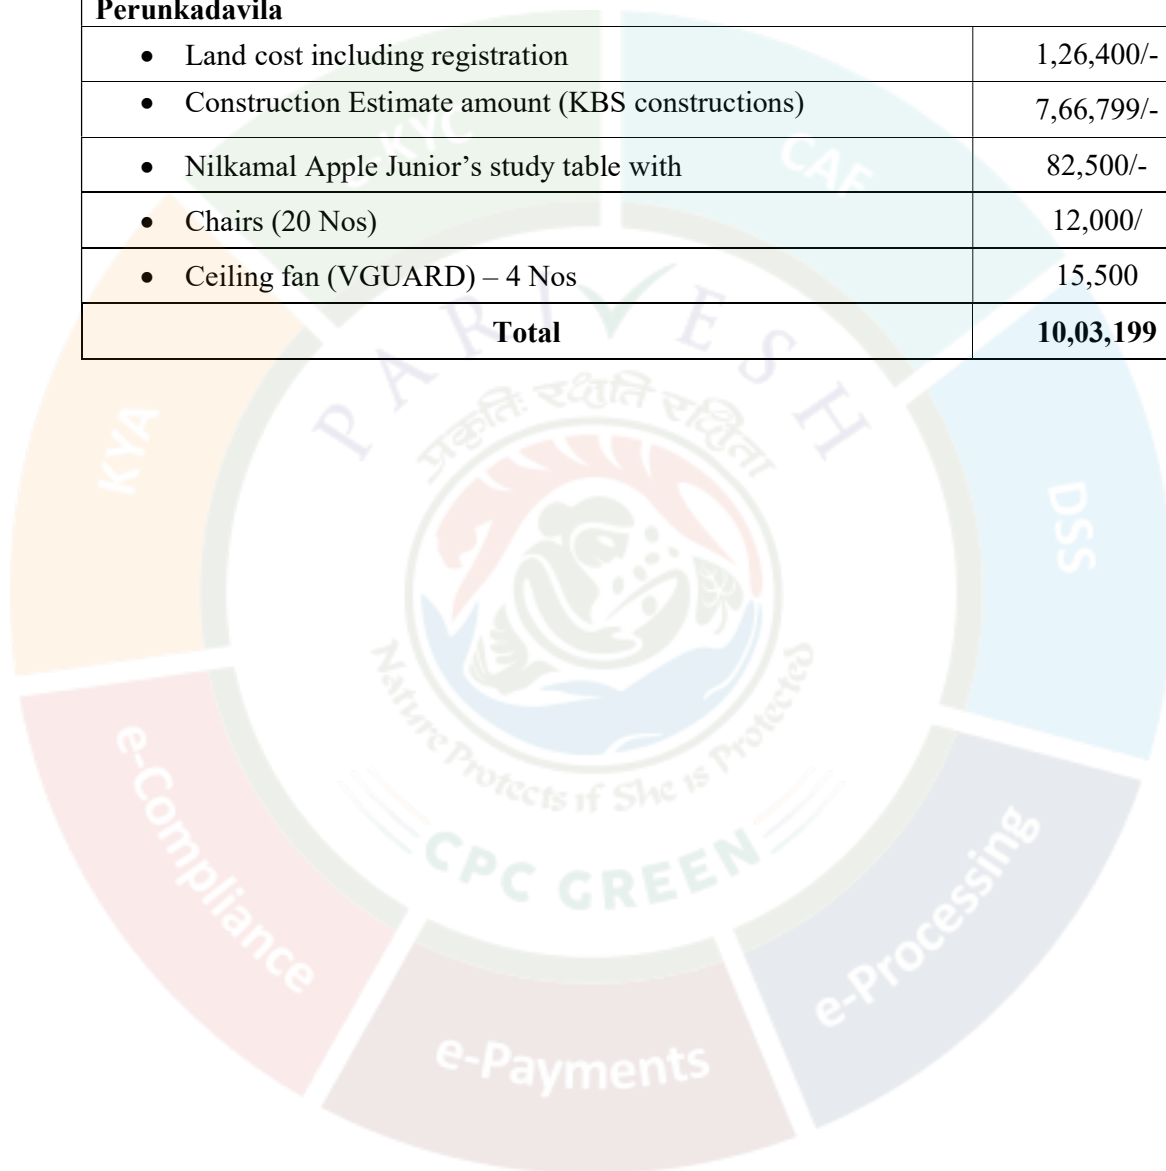 Perunkadavila
• Land cost including registration 1,26,400/-
• Construction Estimate amount (KBS constructions) 7,66,799/-
• Nilkamal Apple Junior’s study table with 82,500/-
• Chairs (20 Nos) 12,000/
• Ceiling fan (VGUARD) – 4 Nos 15,500
Total 10,03,199
KYC
CAF
PARIVESH
प्रकृतिः रक्षति रक्षिता
KYA
DSS
Nature Protects if She is Protected
CPC GREEN
e-Compliance
e-Processing
e-Payments